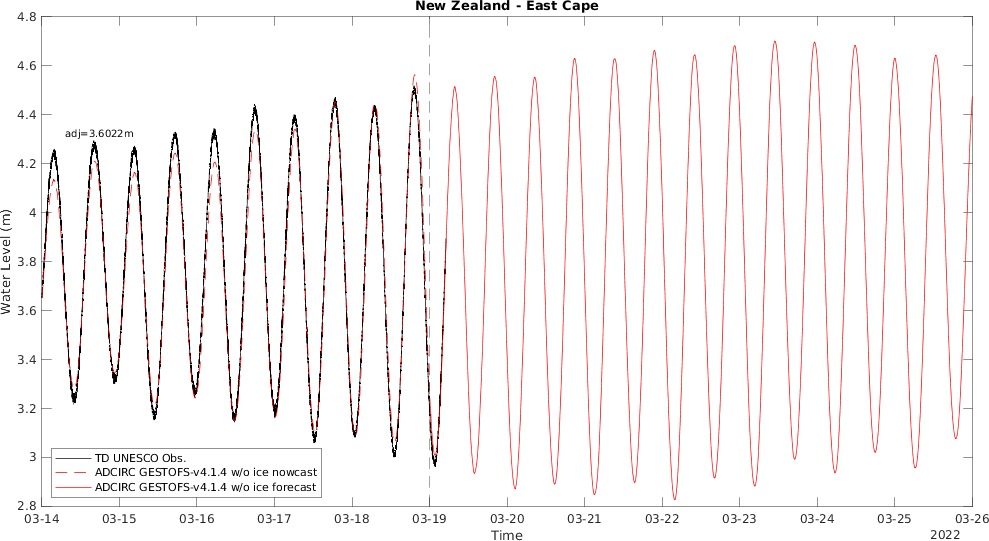 New Zealand - East Cape
4.8
4.6
4.4
4.2
4
3.8
3.6
3.4
3.2
3
2.8
Water Level (m)
adj=3.6022m
TD UNESCO Obs.
ADCIRC GESTOFS-v4.1.4 w/o ice nowcast
ADCIRC GESTOFS-v4.1.4 w/o ice forecast
03-14 03-15 03-16 03-17 03-18 03-19 03-20 03-21 03-22 03-23 03-24 03-25 03-26
Time
2022